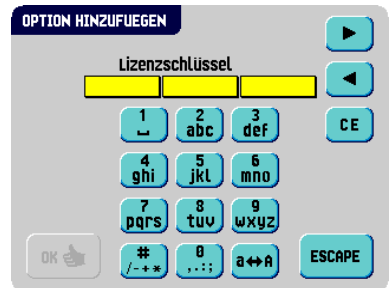 OPTION HINZUFUEGEN
Lizenzschlüssel
1 2 3
␣ abc def
CE
4 5 6
ghi jkl mno
7 8 9
pqrs tuv wxyz
OK # 0 a↔A ESCAPE
/-+* ,.:;